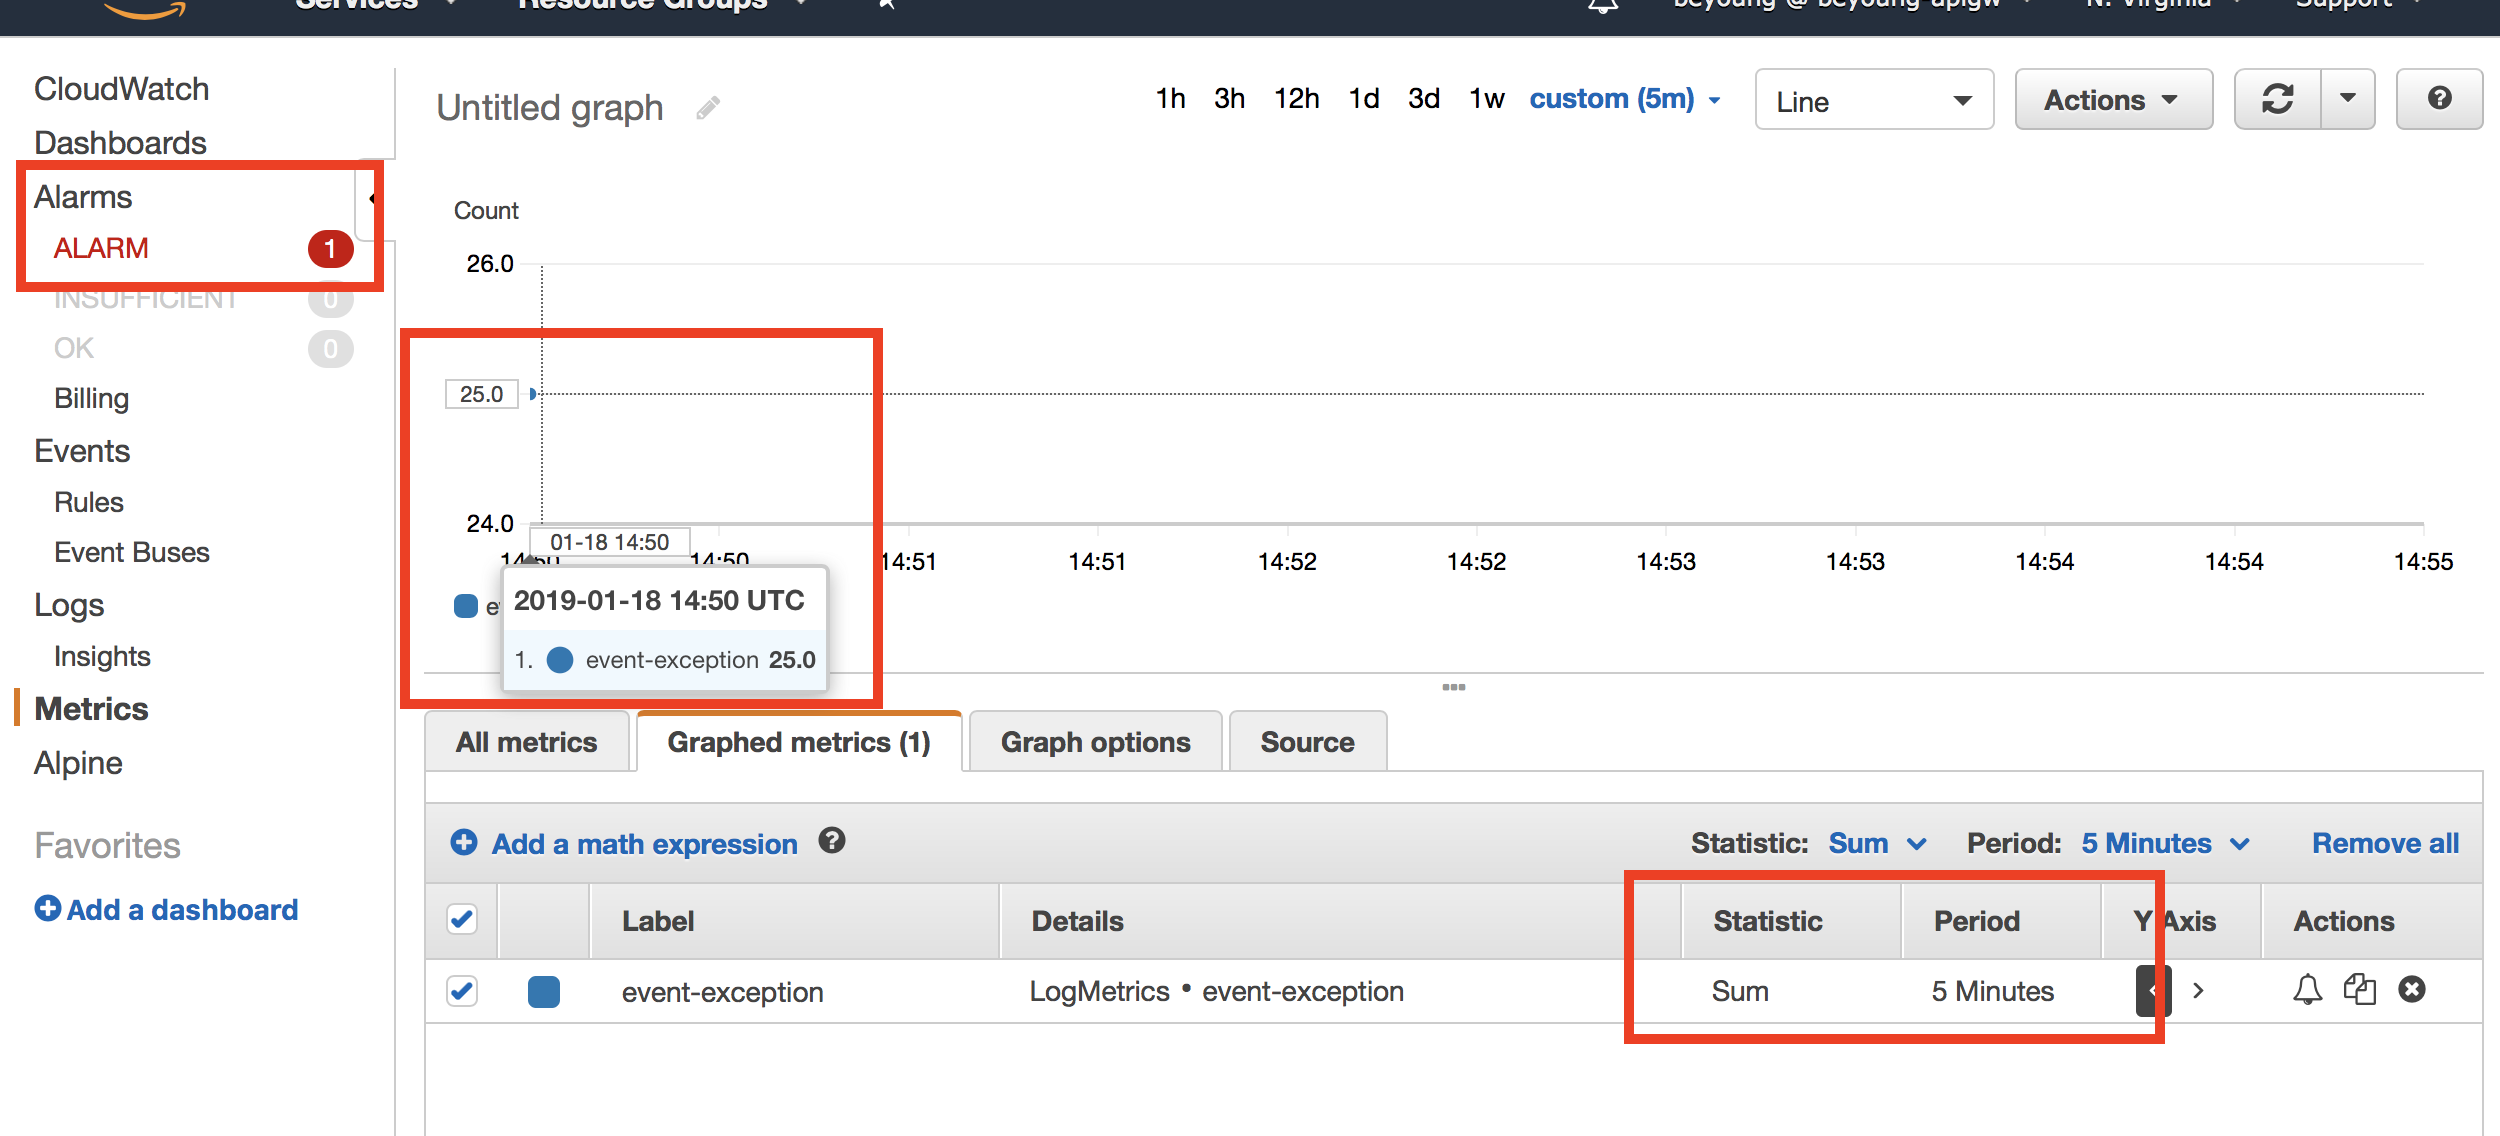 Services Resource Groups beyoung @ beyoung-apigw N. Virginia Support
CloudWatch
Dashboards
Alarms
ALARM 1
INSUFFICIENT 0
OK 0
Billing
Events
Rules
Event Buses
Logs
Insights
Metrics
Alpine
Favorites
Add a dashboard
Untitled graph
1h 3h 12h 1d 3d 1w custom (5m) Line Actions
Count
26.0
25.0
24.0
01-18 14:50
14:50 14:50 14:51 14:51 14:52 14:52 14:53 14:53 14:54 14:54 14:55
2019-01-18 14:50 UTC
1. event-exception 25.0
All metrics Graphed metrics (1) Graph options Source
Add a math expression Statistic: Sum Period: 5 Minutes Remove all
Label Details Statistic Period Y Axis Actions
event-exception LogMetrics • event-exception Sum 5 Minutes